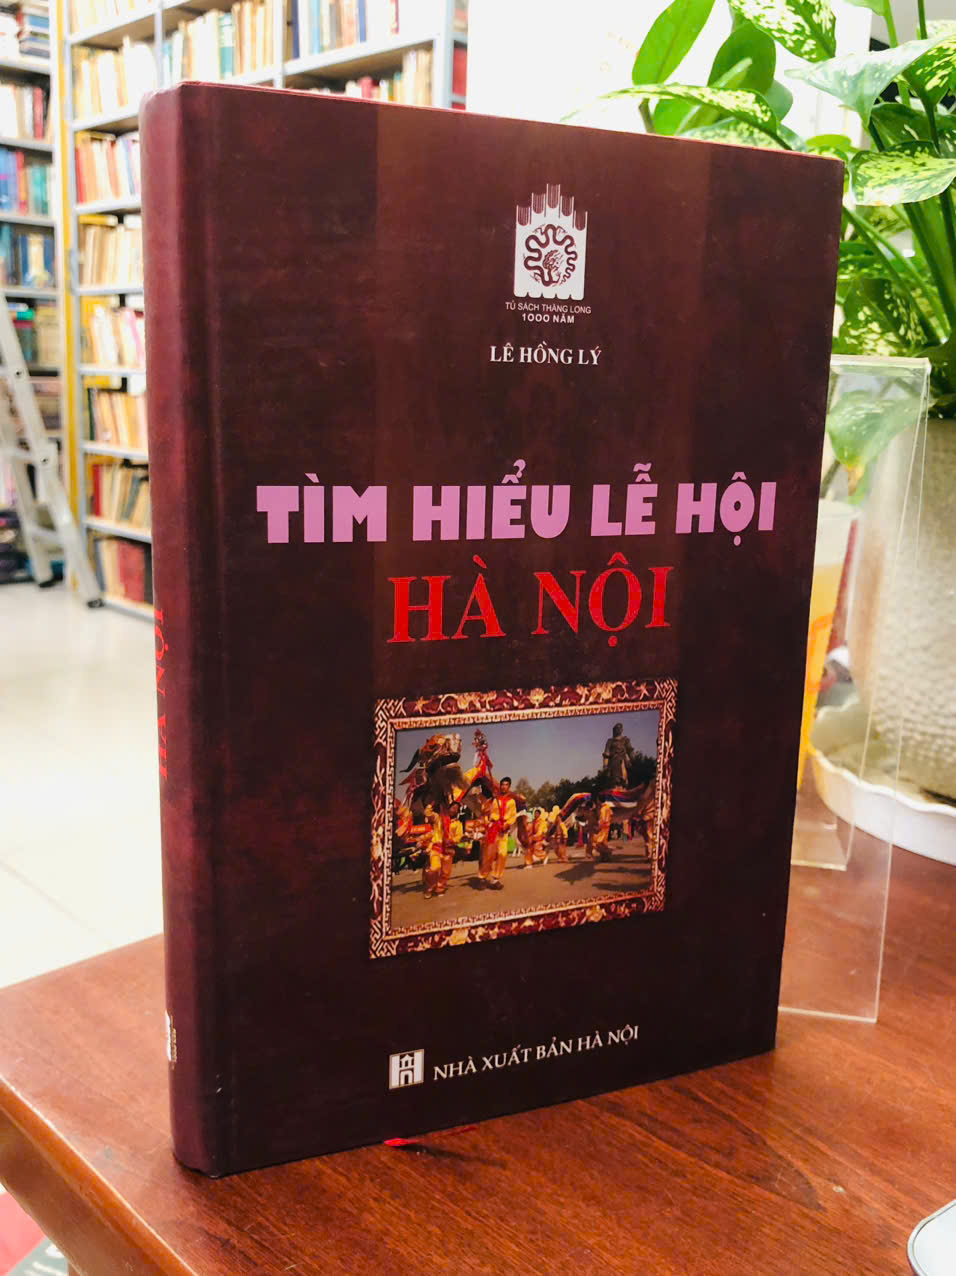 TỦ SÁCH THĂNG LONG
1000 NĂM
LÊ HỒNG LÝ
TÌM HIỂU LỄ HỘI
HÀ NỘI
NHÀ XUẤT BẢN HÀ NỘI